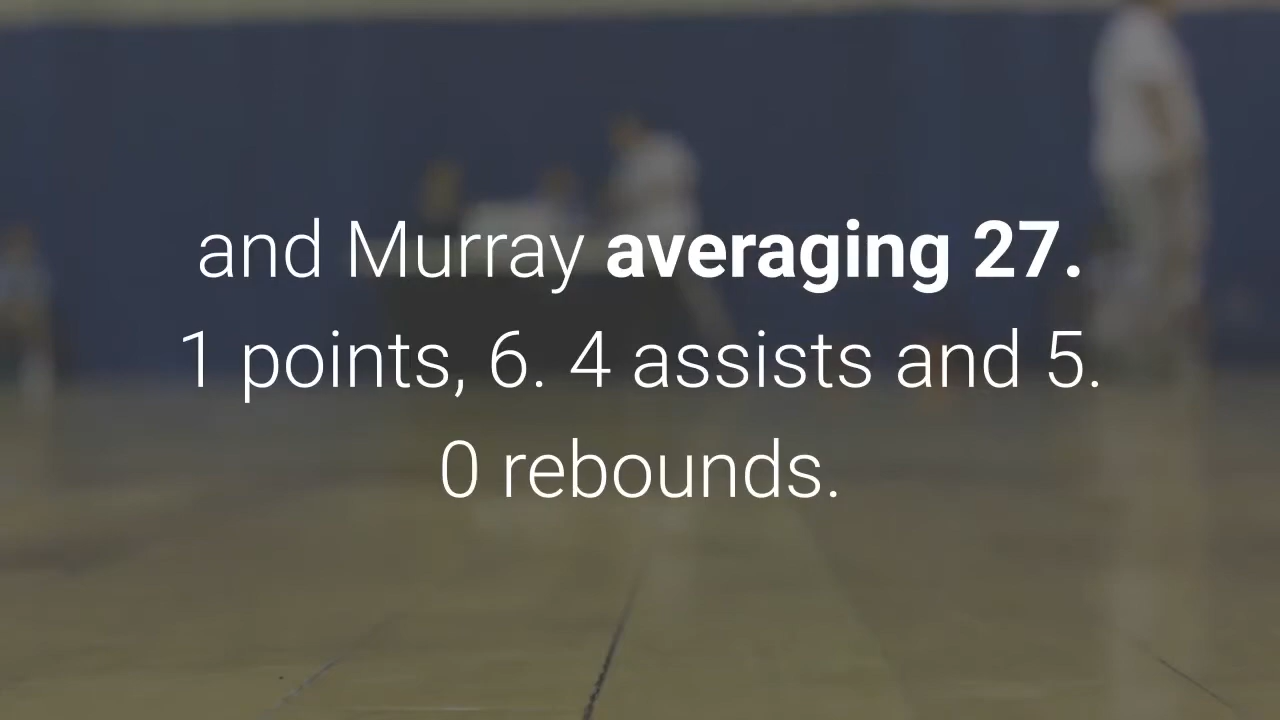 and Murray averaging 27.
1 points, 6. 4 assists and 5.
0 rebounds.